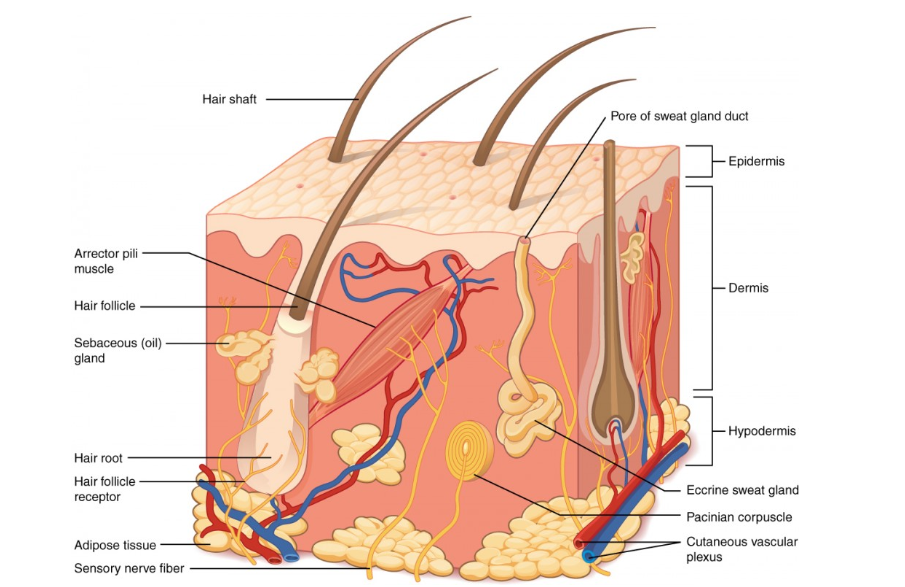 Hair shaft
Pore of sweat gland duct
Epidermis
Arrector pili
muscle
Dermis
Hair follicle
Sebaceous (oil)
gland
Hypodermis
Hair root
Hair follicle
receptor
Eccrine sweat gland
Pacinian corpuscle
Adipose tissue
Cutaneous vascular
plexus
Sensory nerve fiber